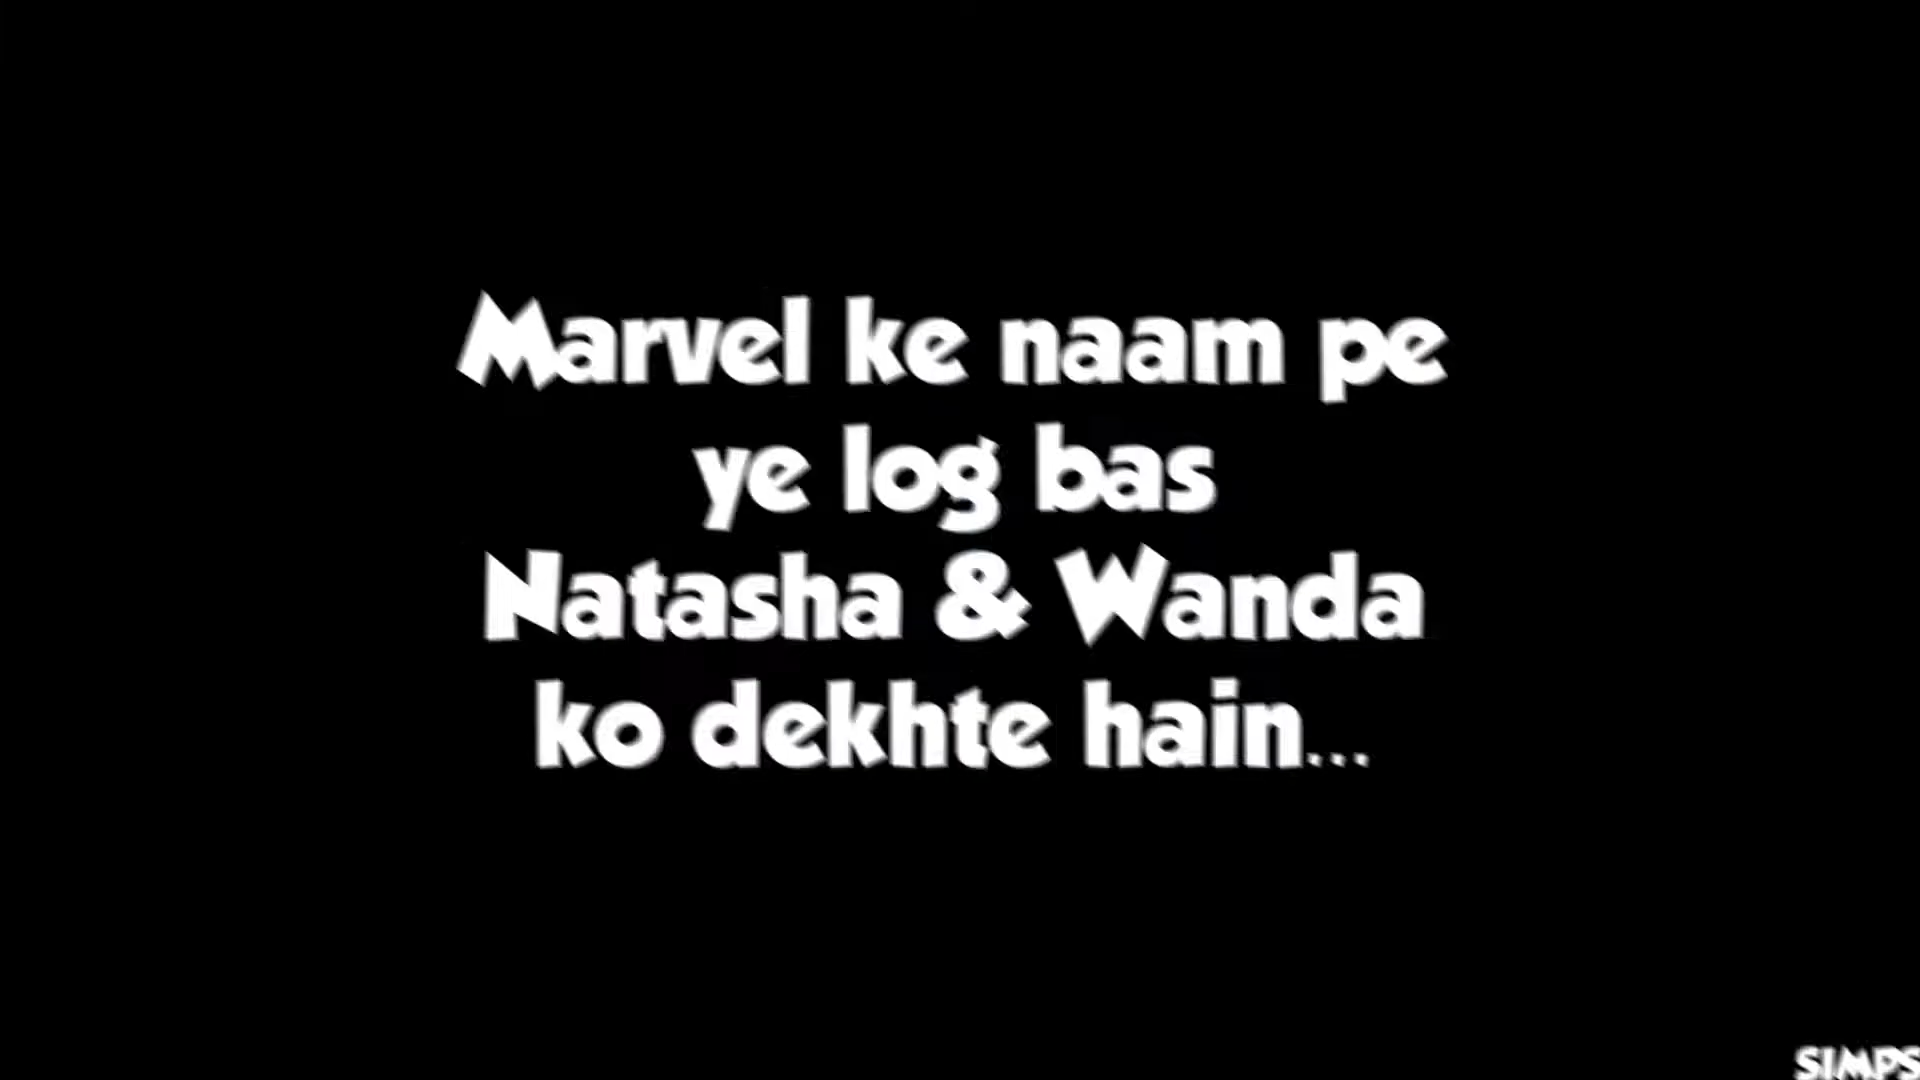 Marvel ke naam pe
ye log bas
Natasha & Wanda
ko dekhte hain...
SIMPS